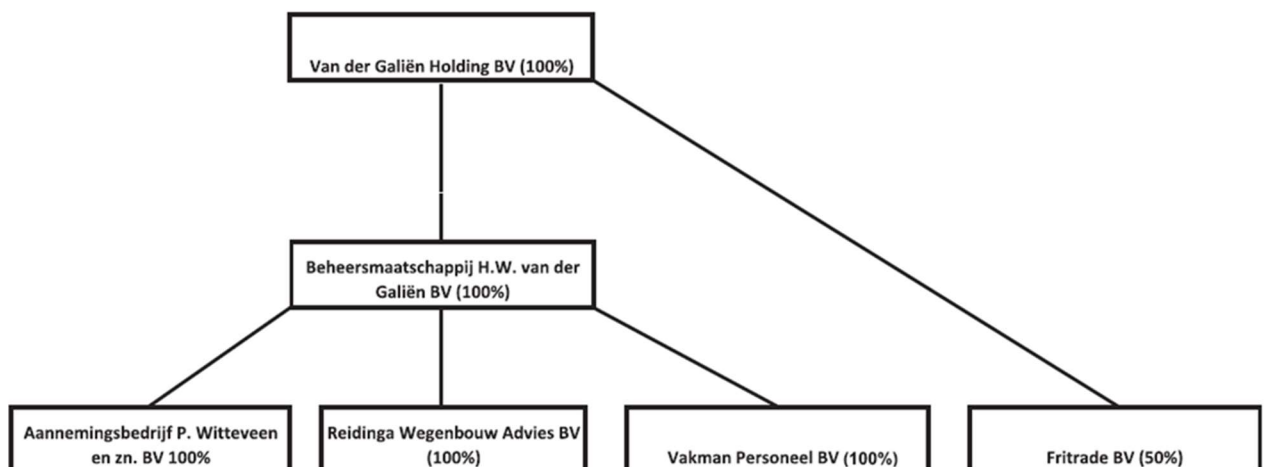 Van der Galiën Holding BV (100%)
Beheersmaatschappij H.W. van der
Galiën BV (100%)
Aannemingsbedrijf P. Witteveen
en zn. BV 100%
Reidinga Wegenbouw Advies BV
(100%)
Vakman Personeel BV (100%)
Fritrade BV (50%)